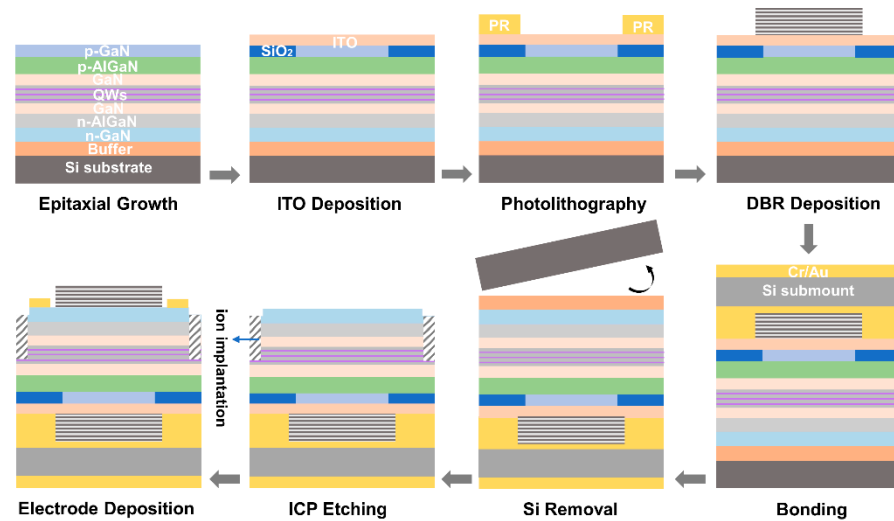 p-GaN
p-AlGaN
GaN
QWs
GaN
n-AlGaN
n-GaN
Buffer
Si substrate
Epitaxial Growth
ITO
SiO₂
ITO Deposition
PR PR
Photolithography
DBR Deposition
Cr/Au
Si submount
Bonding
Si Removal
ion implantation
ICP Etching
Electrode Deposition